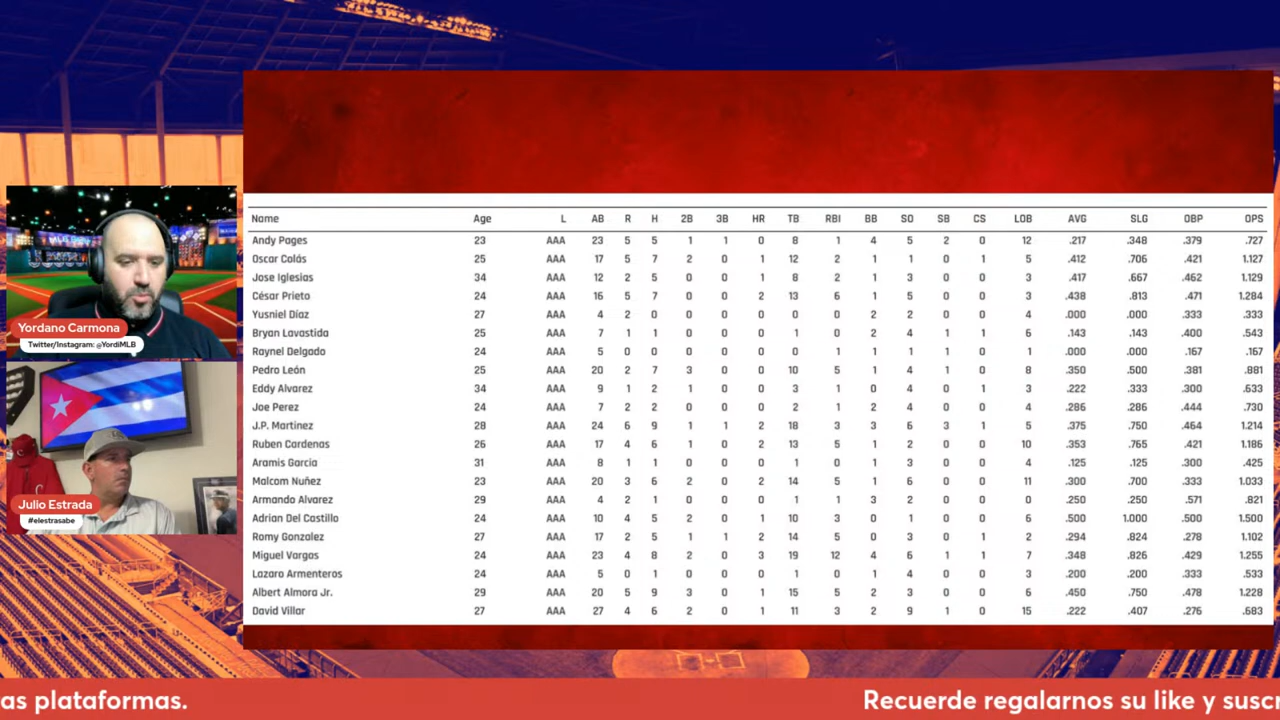 Name Age L AB R H 2B 3B HR TB RBI BB SO SB CS LOB AVG SLG OBP OPS
Andy Pages 23 AAA 23 5 5 1 1 0 8 1 4 5 2 0 12 .217 .348 .379 .727
Oscar Colás 25 AAA 17 5 7 2 0 1 12 2 1 1 0 1 5 .412 .706 .421 1.127
Jose Iglesias 34 AAA 12 2 5 0 0 1 8 2 1 3 0 0 3 .417 .667 .462 1.129
César Prieto 24 AAA 16 5 7 0 0 2 13 6 1 5 0 0 3 .438 .813 .471 1.284
Yusniel Díaz 27 AAA 4 2 0 0 0 0 0 0 2 2 0 0 4 .000 .000 .333 .333
Bryan Lavastida 25 AAA 7 1 1 0 0 0 1 0 2 4 1 1 6 .143 .143 .400 .543
Raynel Delgado 24 AAA 5 0 0 0 0 0 0 1 1 1 1 0 1 .000 .000 .167 .167
Pedro León 25 AAA 20 2 7 3 0 0 10 5 1 4 1 0 8 .350 .500 .381 .881
Eddy Alvarez 34 AAA 9 1 2 1 0 0 3 1 0 4 0 1 3 .222 .333 .300 .633
Joe Perez 24 AAA 7 2 2 0 0 0 2 1 2 4 0 0 4 .286 .286 .444 .730
J.P. Martinez 28 AAA 24 6 9 1 1 2 18 3 3 6 3 1 5 .375 .750 .464 1.214
Ruben Cardenas 26 AAA 17 4 6 1 0 2 13 5 1 2 0 0 10 .353 .765 .421 1.186
Aramis Garcia 31 AAA 8 1 1 0 0 0 1 0 1 3 0 0 4 .125 .125 .300 .425
Malcom Nuñez 23 AAA 20 3 6 2 0 2 14 5 1 6 0 0 11 .300 .700 .333 1.033
Armando Alvarez 29 AAA 4 2 1 0 0 0 1 1 3 2 0 0 0 .250 .250 .571 .821
Adrian Del Castillo 24 AAA 10 4 5 2 0 1 10 3 0 1 0 0 6 .500 1.000 .500 1.500
Romy Gonzalez 27 AAA 17 2 5 1 1 2 14 5 0 3 0 1 2 .294 .824 .278 1.102
Miguel Vargas 24 AAA 23 4 8 2 0 3 19 12 4 6 1 1 7 .348 .826 .429 1.255
Lazaro Armenteros 24 AAA 5 0 1 0 0 0 1 0 1 4 0 0 3 .200 .200 .333 .533
Albert Almora Jr. 29 AAA 20 5 9 3 0 1 15 5 2 3 0 0 6 .450 .750 .478 1.228
David Villar 27 AAA 27 4 6 2 0 1 11 3 2 9 1 0 15 .222 .407 .276 .683
Yordano Carmona
Twitter/Instagram: @YordiMLB
Julio Estrada
#elestrasabe
as plataformas. Recuerde regalarnos su like y suscr